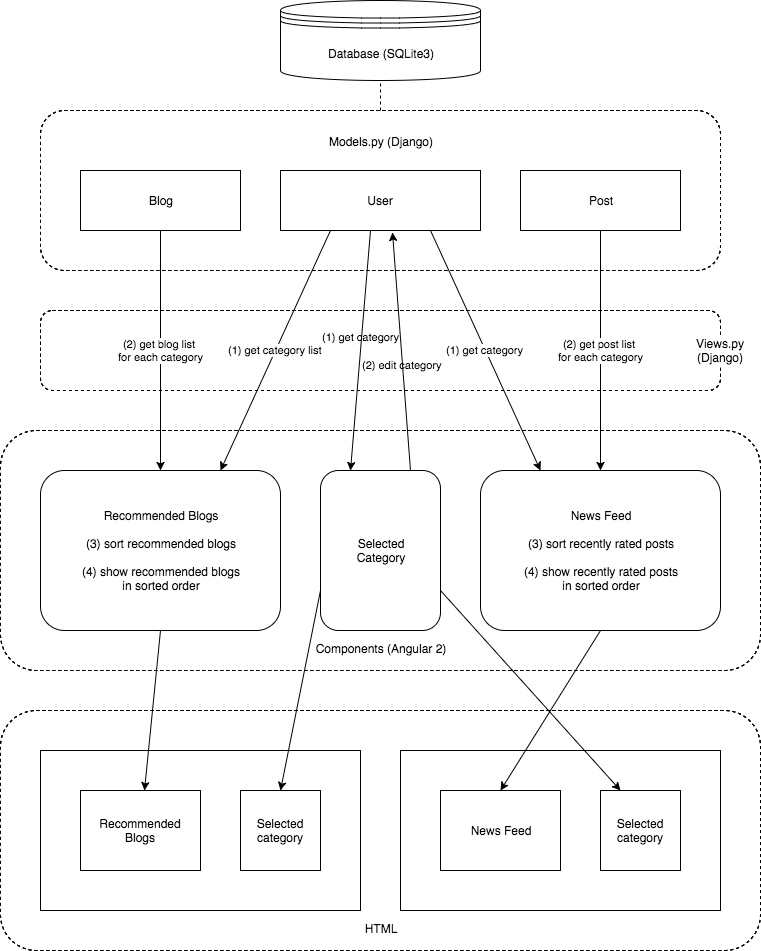 Database (SQLite3)
Models.py (Django)
Blog
User
Post
(2) get blog list
for each category
(1) get category list
(1) get category
(2) edit category
(1) get category
(2) get post list
for each category
Views.py
(Django)
Recommended Blogs
(3) sort recommended blogs
(4) show recommended blogs
in sorted order
Selected
Category
News Feed
(3) sort recently rated posts
(4) show recently rated posts
in sorted order
Components (Angular 2)
Recommended
Blogs
Selected
category
News Feed
Selected
category
HTML